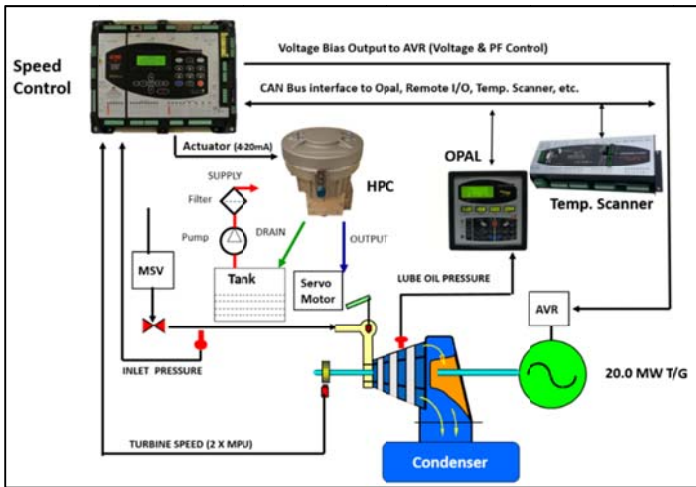 Voltage Bias Output to AVR (Voltage & PF Control)
Speed
Control
CAN Bus interface to Opal, Remote I/O, Temp. Scanner, etc.
Actuator (4-20mA)
OPAL
SUPPLY
HPC
Filter
Temp. Scanner
Pump
DRAIN
OUTPUT
MSV
Tank
Servo
Motor
LUBE OIL PRESSURE
AVR
INLET PRESSURE
20.0 MW T/G
TURBINE SPEED (2 X MPU)
Condenser